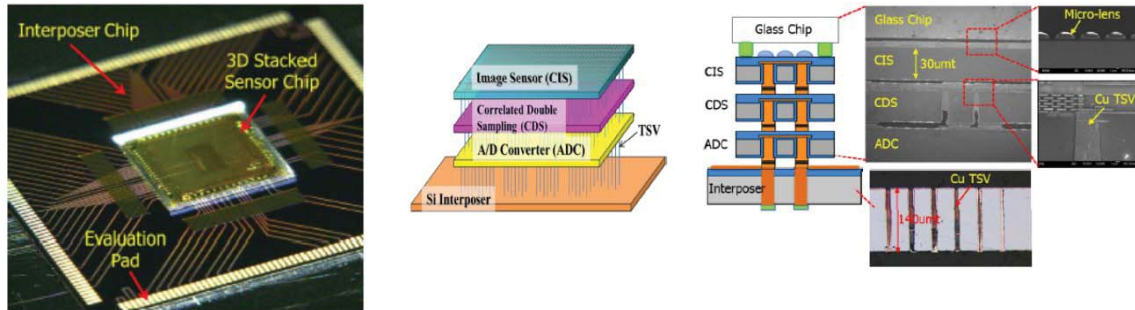 Interposer Chip
3D Stacked
Sensor Chip
Evaluation
Pad
Image Sensor (CIS)
Correlated Double
Sampling (CDS)
TSV
A/D Converter (ADC)
Si Interposer
Glass Chip
CIS
CDS
ADC
Interposer
Glass Chip
CIS
30umt
CDS
ADC
Micro-lens
Cu TSV
Cu TSV
140umt